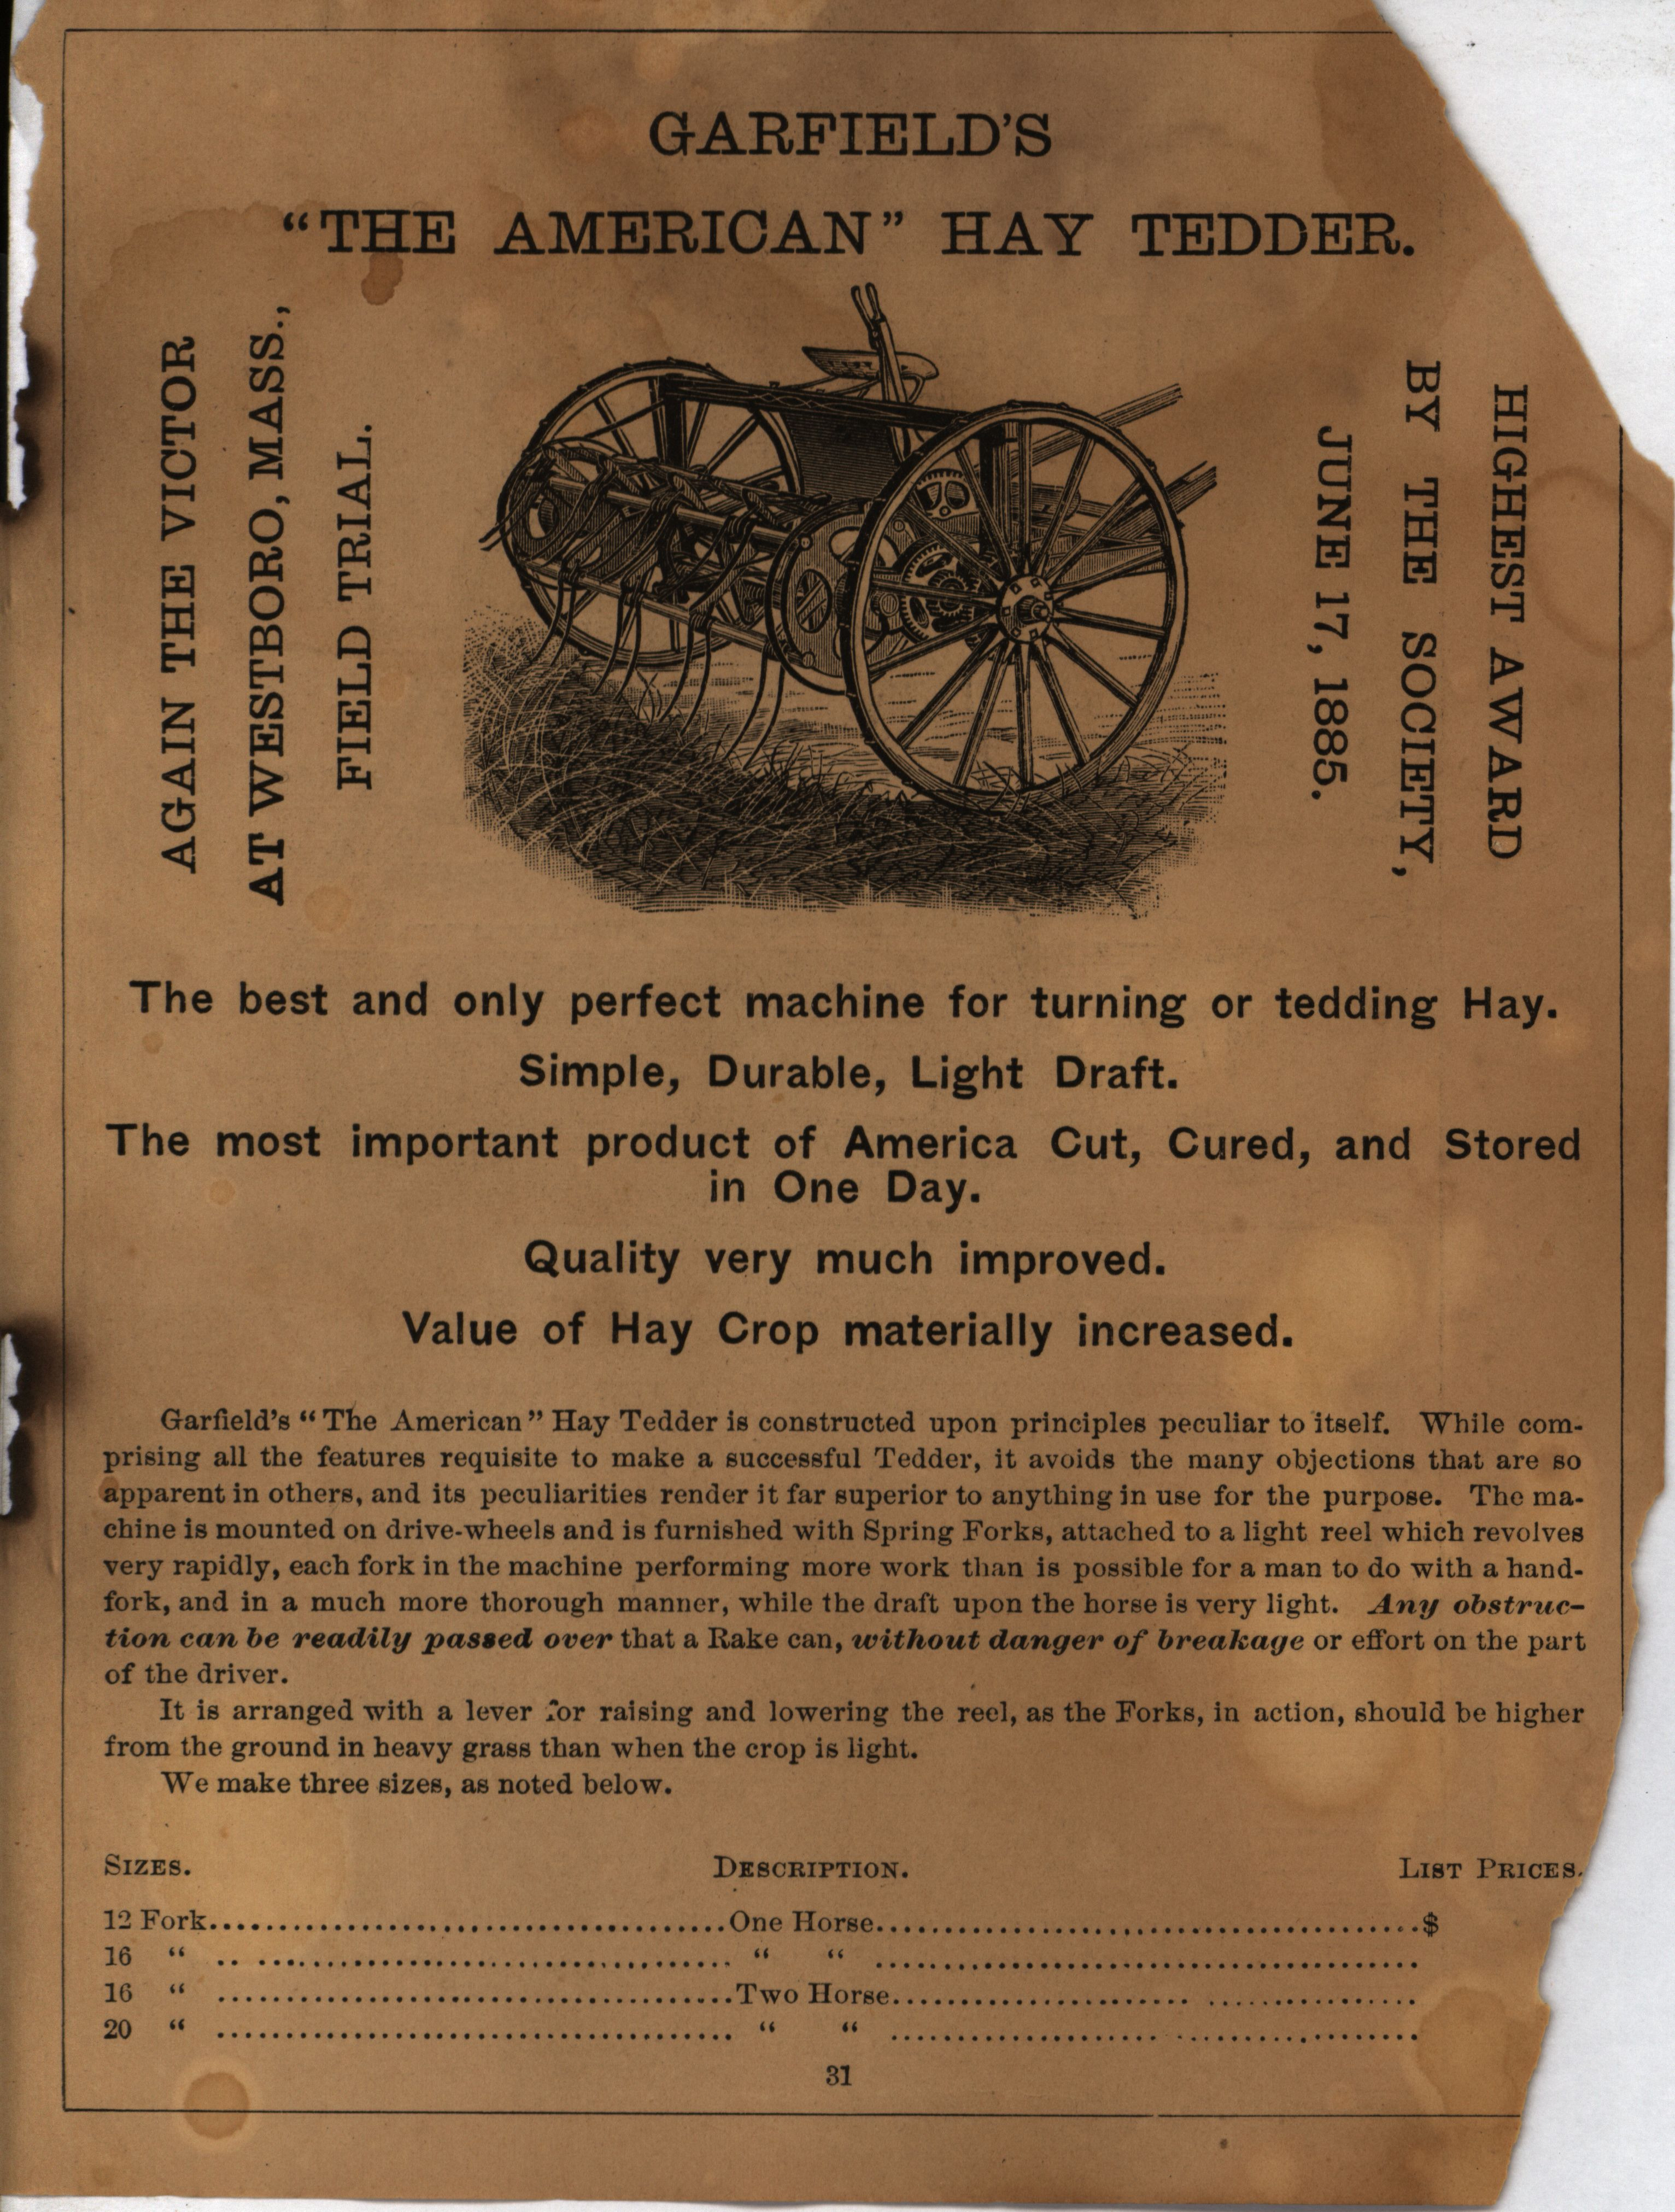 GARFIELD'S
“THE AMERICAN” HAY TEDDER.
AGAIN THE VICTOR
AT WESTBORO, MASS.,
FIELD TRIAL.
HIGHEST AWARD
BY THE SOCIETY,
JUNE 17, 1885.
The best and only perfect machine for turning or tedding Hay.
Simple, Durable, Light Draft.
The most important product of America Cut, Cured, and Stored
in One Day.
Quality very much improved.
Value of Hay Crop materially increased.
Garfield's “The American” Hay Tedder is constructed upon principles peculiar to itself. While com-
prising all the features requisite to make a successful Tedder, it avoids the many objections that are so
apparent in others, and its peculiarities render it far superior to anything in use for the purpose. The ma-
chine is mounted on drive-wheels and is furnished with Spring Forks, attached to a light reel which revolves
very rapidly, each fork in the machine performing more work than is possible for a man to do with a hand-
fork, and in a much more thorough manner, while the draft upon the horse is very light. Any obstruc-
tion can be readily passed over that a Rake can, without danger of breakage or effort on the part
of the driver.
It is arranged with a lever for raising and lowering the reel, as the Forks, in action, should be higher
from the ground in heavy grass than when the crop is light.
We make three sizes, as noted below.
SIZES. DESCRIPTION. LIST PRICES.
12 Fork......................................One Horse........................................$
16 “ .. .................................... “ “ ........................................
16 “ ......................................Two Horse...................... ................
20 “ ...................................... “ “ .................... ..................
31